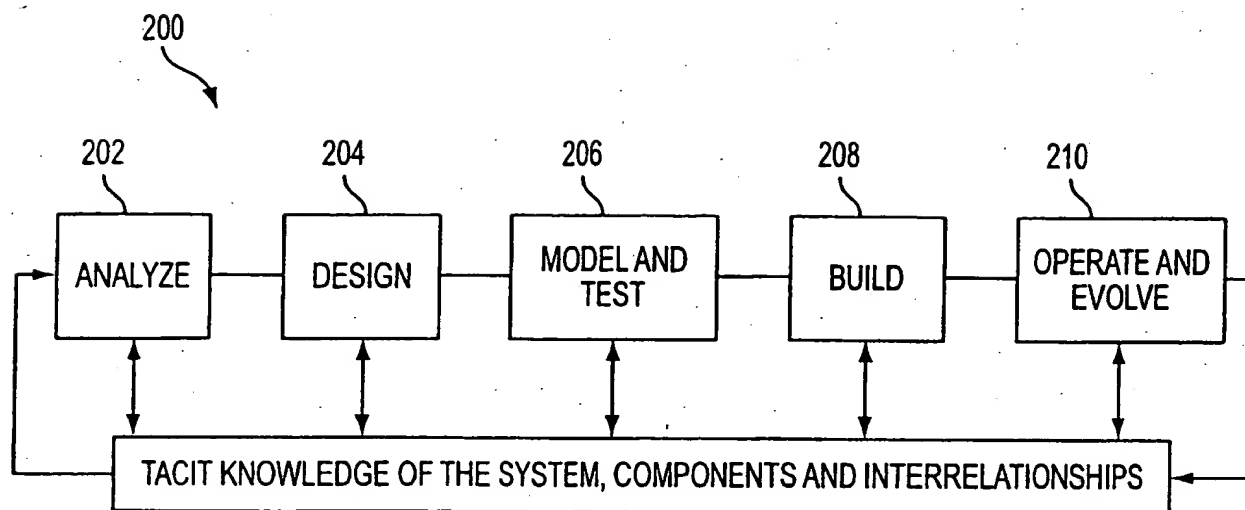 200
202
204
206
208
210
ANALYZE
DESIGN
MODEL AND
TEST
BUILD
OPERATE AND
EVOLVE
TACIT KNOWLEDGE OF THE SYSTEM, COMPONENTS AND INTERRELATIONSHIPS